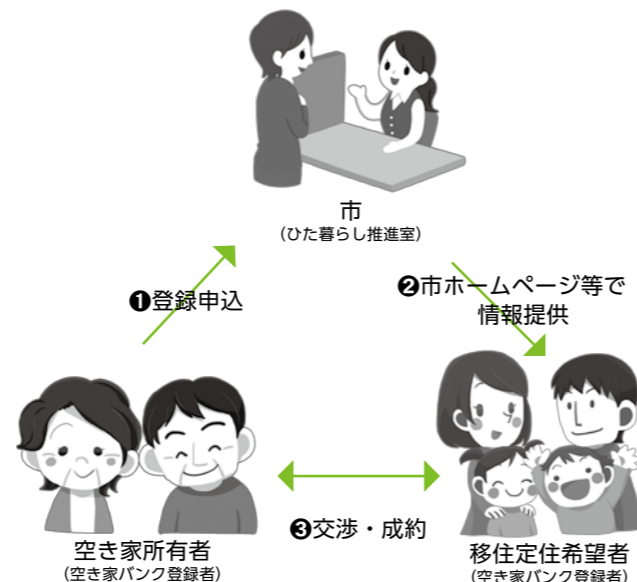 市
(ひた暮らし推進室)
❶登録申込
❷市ホームページ等で
情報提供
❸交渉・成約
空き家所有者
(空き家バンク登録者)
移住定住希望者
(空き家バンク登録者)